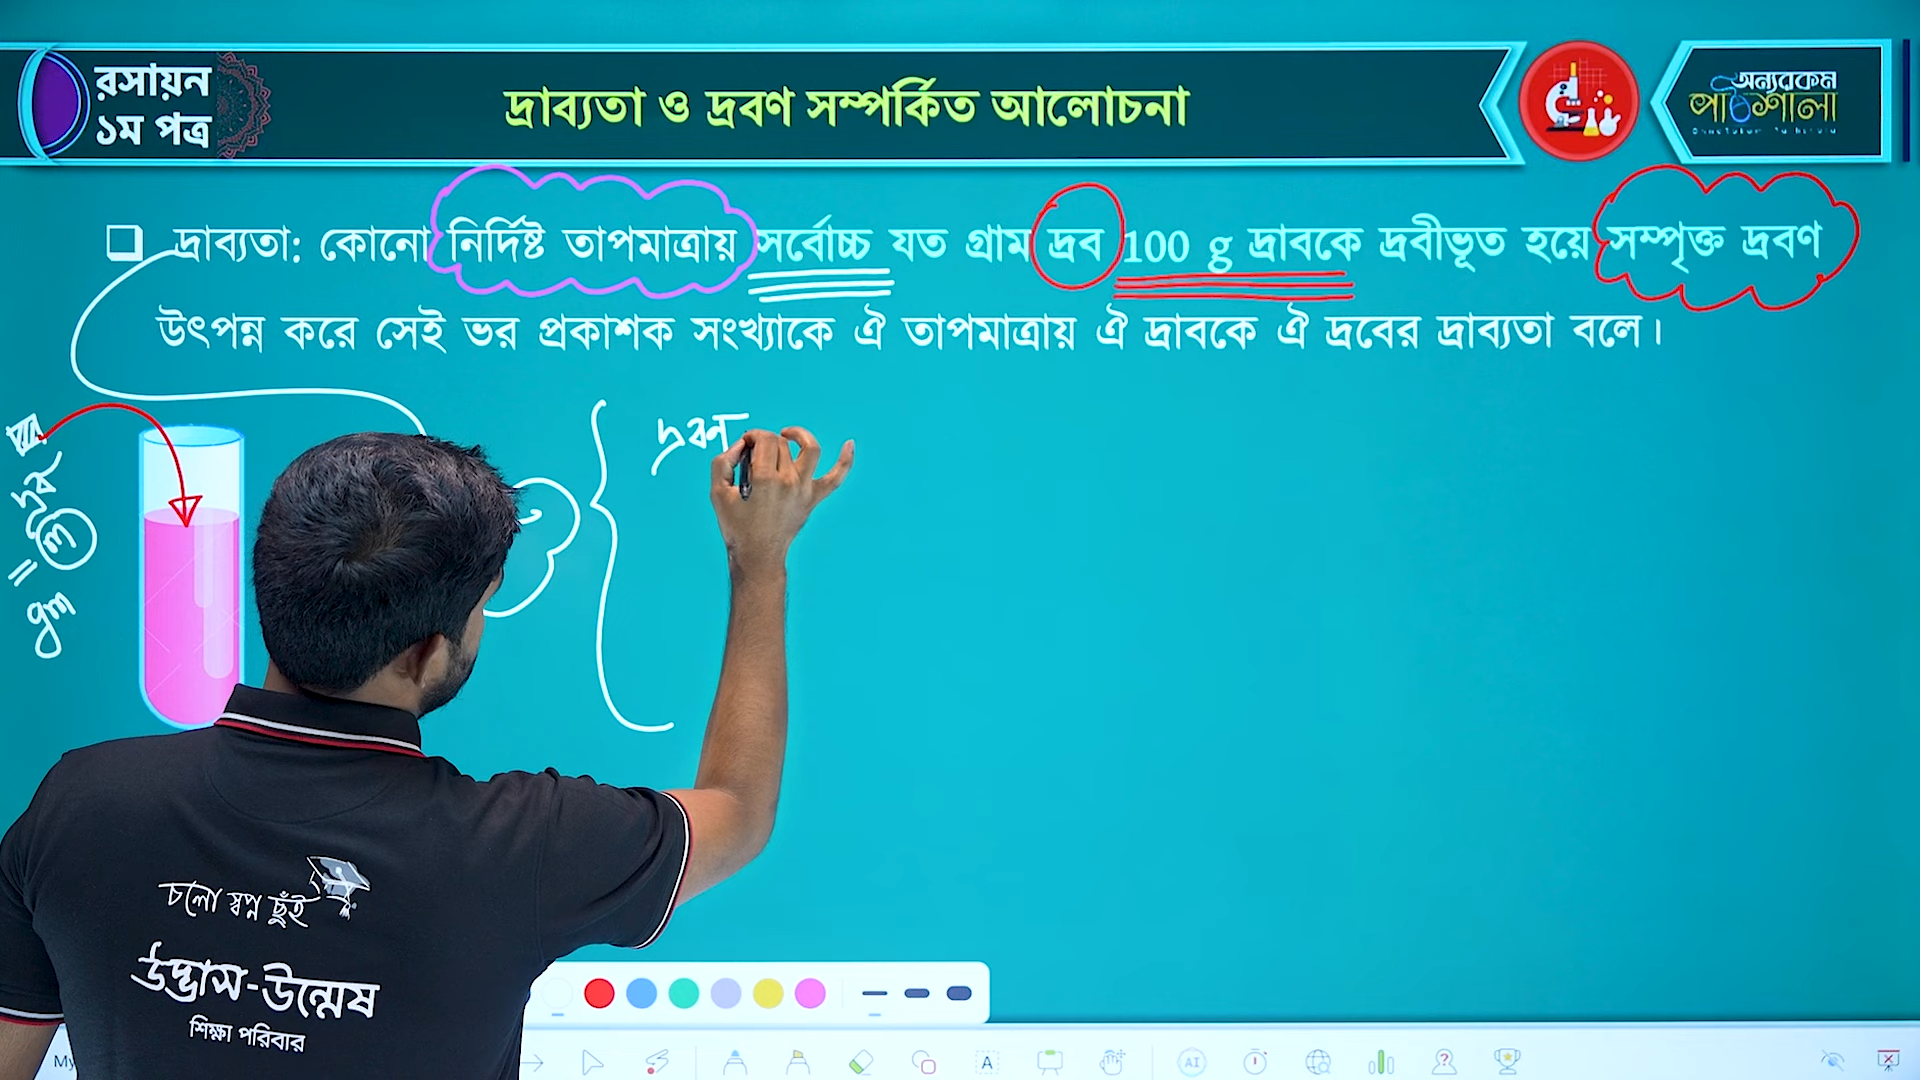 রসায়ন
১ম পত্র
দ্রাব্যতা ও দ্রবণ সম্পর্কিত আলোচনা
অন্যরকম
পাঠশালা
দ্রাব্যতা: কোনো নির্দিষ্ট তাপমাত্রায় সর্বোচ্চ যত গ্রাম দ্রব 100 g দ্রাবকে দ্রবীভূত হয়ে সম্পৃক্ত দ্রবণ
উৎপন্ন করে সেই ভর প্রকাশক সংখ্যাকে ঐ তাপমাত্রায় ঐ দ্রাবকে ঐ দ্রবের দ্রাব্যতা বলে।
দ্রবণ
চলো স্বপ্ন ছুঁই
উদ্ভাস-উন্মেষ
শিক্ষা পরিবার
My
A
AI